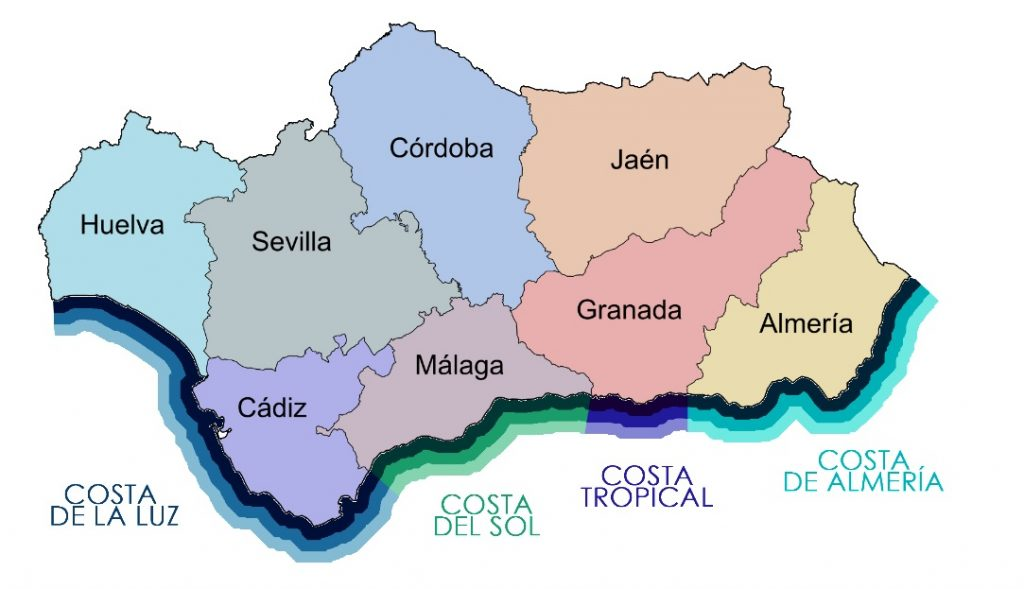 Córdoba
Jaén
Huelva
Sevilla
Granada
Almería
Málaga
Cádiz
COSTA
DE LA LUZ
COSTA
DEL SOL
COSTA
TROPICAL
COSTA
DE ALMERÍA